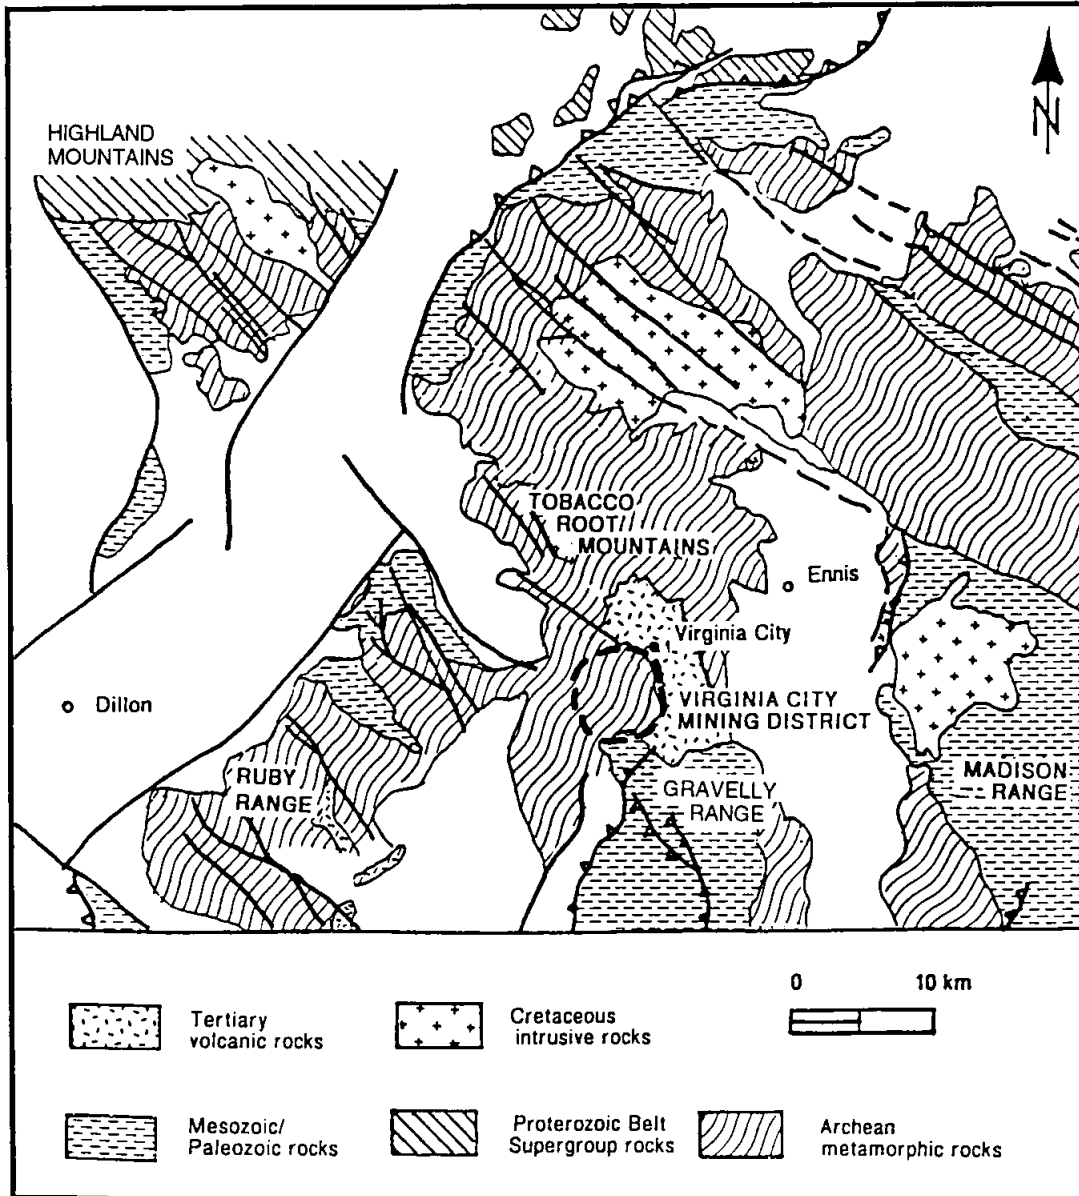 HIGHLAND
MOUNTAINS
N
TOBACCO
ROOT
MOUNTAINS
Ennis
Virginia City
Dillon
VIRGINIA CITY
MINING DISTRICT
RUBY
RANGE
GRAVELLY
RANGE
MADISON
RANGE
0 10 km
Tertiary
volcanic rocks
Cretaceous
intrusive rocks
Mesozoic/
Paleozoic rocks
Proterozoic Belt
Supergroup rocks
Archean
metamorphic rocks